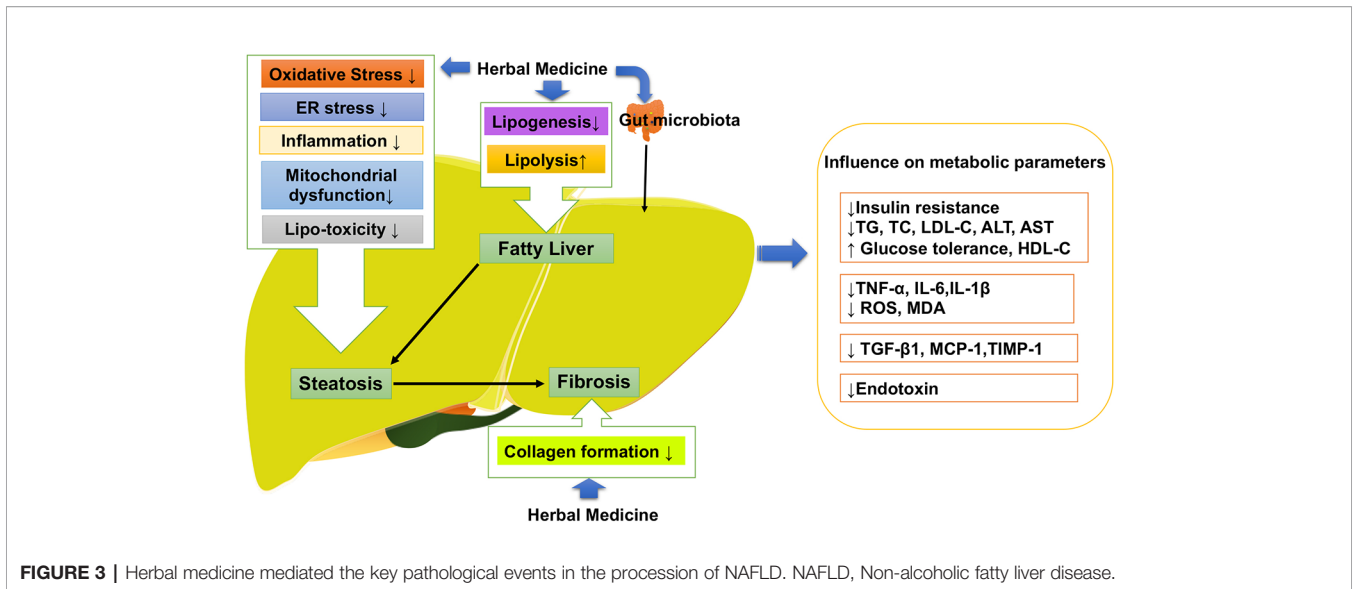 Oxidative Stress ↓
ER stress ↓
Inflammation ↓
Mitochondrial
dysfunction↓
Lipo-toxicity ↓
Herbal Medicine
Lipogenesis↓
Lipolysis↑
Gut microbiota
Fatty Liver
Steatosis
Fibrosis
Collagen formation ↓
Herbal Medicine
Influence on metabolic parameters
↓Insulin resistance
↓TG, TC, LDL-C, ALT, AST
↑ Glucose tolerance, HDL-C
↓TNF-α, IL-6,IL-1β
↓ ROS, MDA
↓ TGF-β1, MCP-1,TIMP-1
↓Endotoxin
FIGURE 3 | Herbal medicine mediated the key pathological events in the procession of NAFLD. NAFLD, Non-alcoholic fatty liver disease.